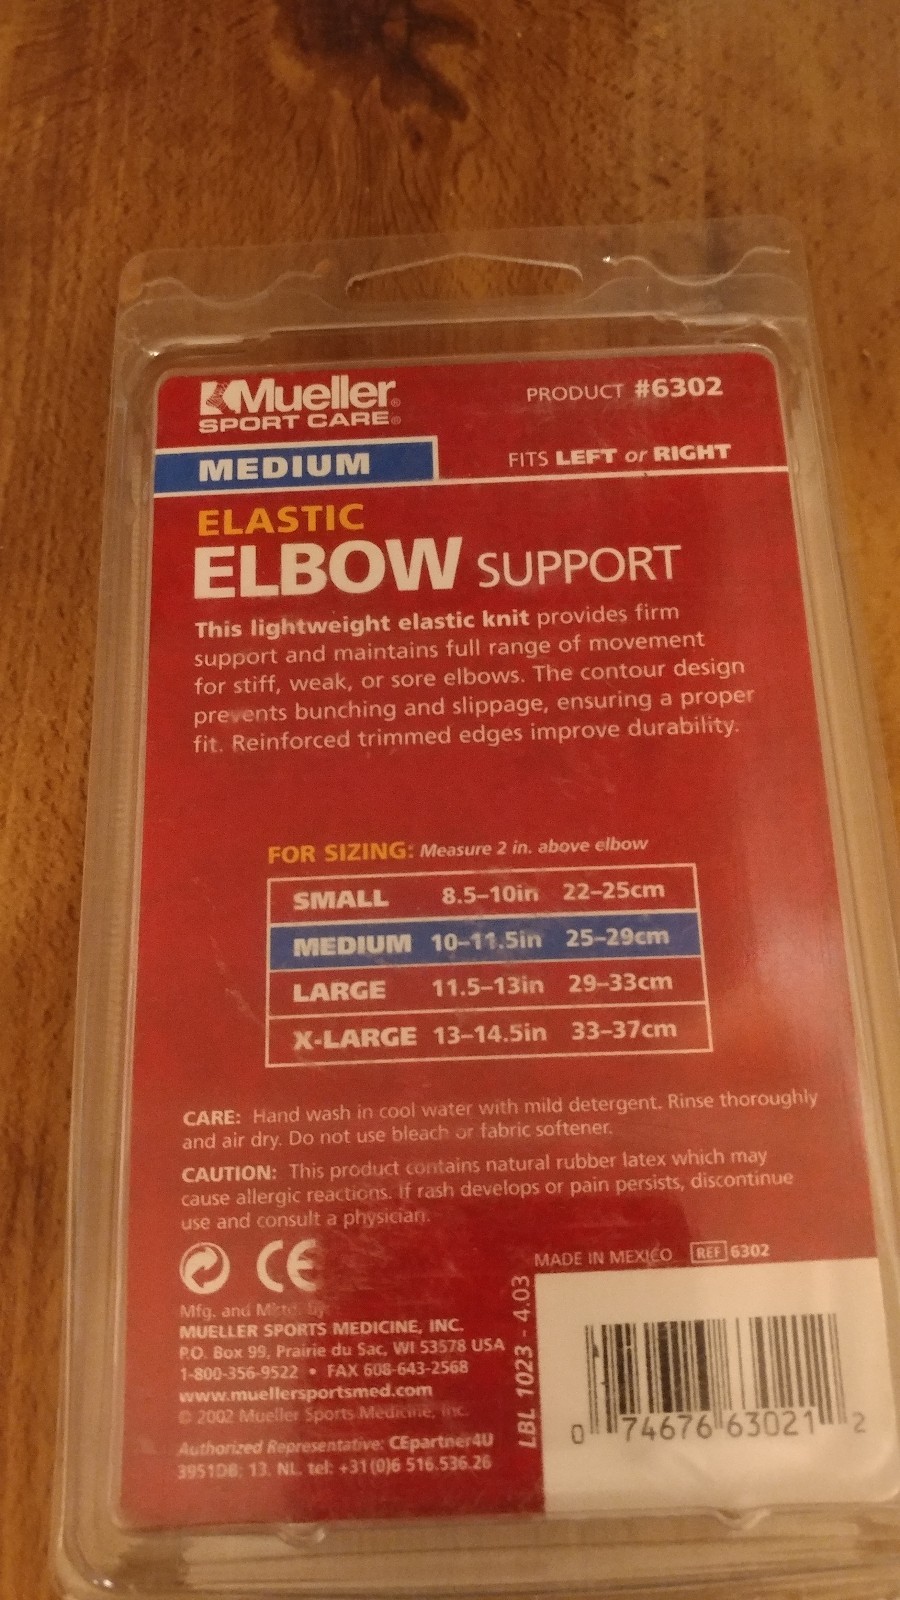 Mueller®
SPORT CARE®
PRODUCT #6302
MEDIUM
FITS LEFT or RIGHT
ELASTIC
ELBOW SUPPORT
This lightweight elastic knit provides firm
support and maintains full range of movement
for stiff, weak, or sore elbows. The contour design
prevents bunching and slippage, ensuring a proper
fit. Reinforced trimmed edges improve durability.
FOR SIZING: Measure 2 in. above elbow
SMALL 8.5–10in 22–25cm
MEDIUM 10–11.5in 25–29cm
LARGE 11.5–13in 29–33cm
X-LARGE 13–14.5in 33–37cm
CARE: Hand wash in cool water with mild detergent. Rinse thoroughly
and air dry. Do not use bleach or fabric softener.
CAUTION: This product contains natural rubber latex which may
cause allergic reactions. If rash develops or pain persists, discontinue
use and consult a physician.
CE
MADE IN MEXICO REF 6302
Mfg. and Mktg. by:
MUELLER SPORTS MEDICINE, INC.
P.O. Box 99, Prairie du Sac, WI 53578 USA
1-800-356-9522 • FAX 608-643-2568
www.muellersportsmed.com
© 2002 Mueller Sports Medicine, Inc.
Authorized Representative: CEpartner4U
3951DB; 13. NL. tel: +31(0)6 516.536.26
LBL 1023 - 4.03
0 74676 63021 2